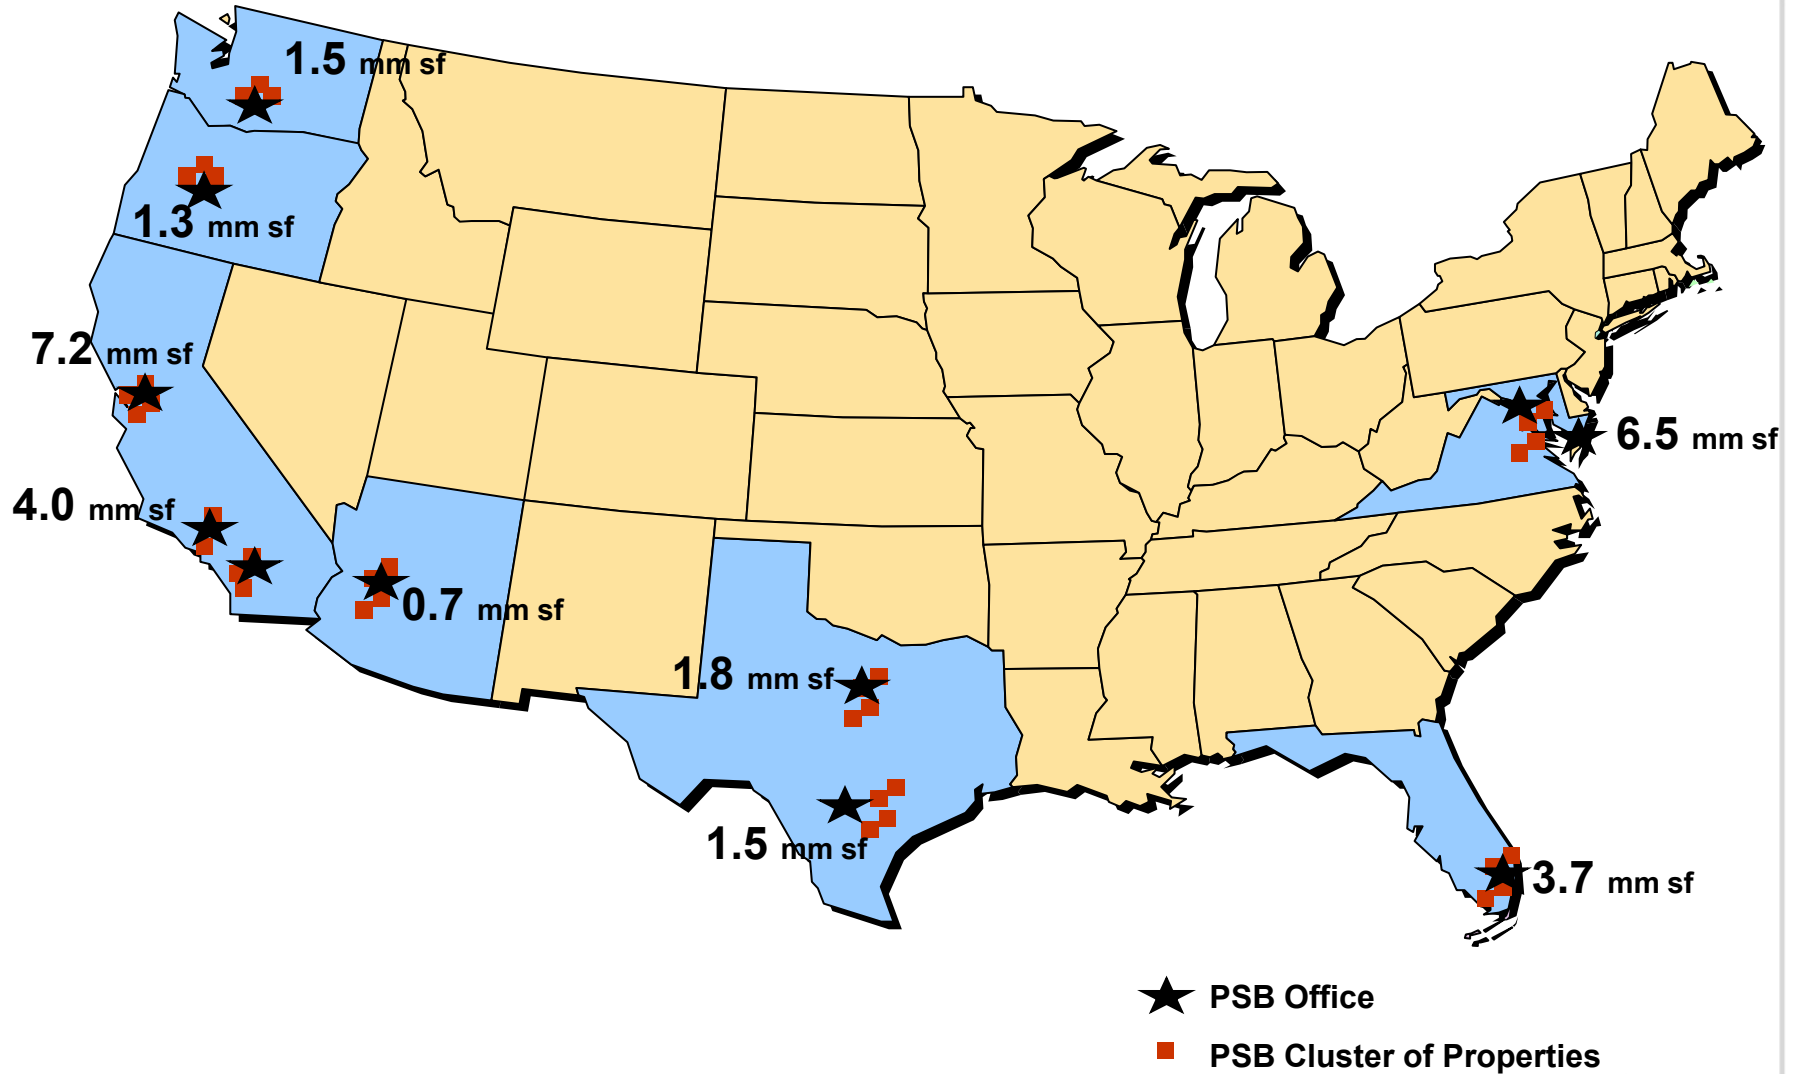 1.5 mm sf
1.3 mm sf
7.2 mm sf
6.5 mm sf
4.0 mm sf
0.7 mm sf
1.8 mm sf
1.5 mm sf
3.7 mm sf
PSB Office
PSB Cluster of Properties